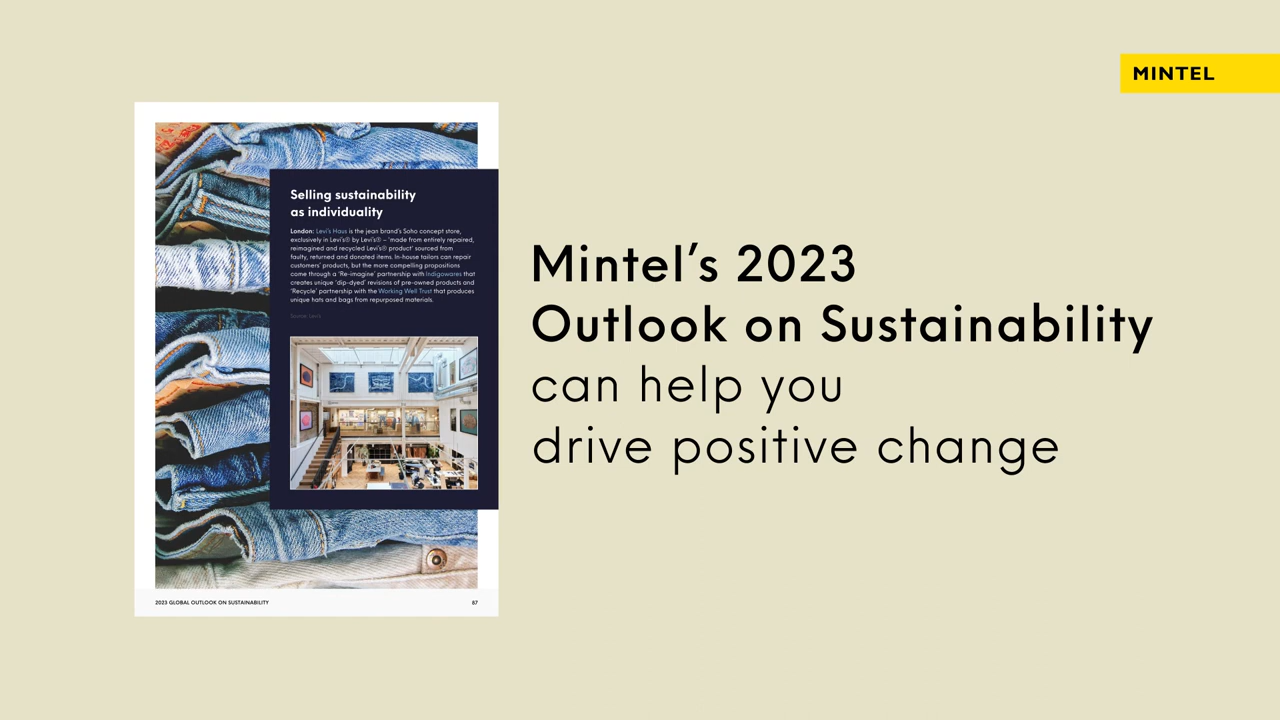 MINTEL
Selling sustainability
as individuality
London: Levi's Haus is the jean brand's Soho concept store,
exclusively in Levi's® by Levi's® – 'made from entirely repaired,
reimagined and recycled Levi's® product' sourced from
faulty, returned and donated items. In-house tailors can repair
customers' products, but the more compelling propositions
come through a 'Re-imagine' partnership with Indigowares that
creates unique 'dip-dyed' revisions of pre-owned products and
'Recycle' partnership with the Working Well Trust that produces
unique hats and bags from repurposed materials.
2023 GLOBAL OUTLOOK ON SUSTAINABILITY
87
Mintel's 2023
Outlook on Sustainability
can help you
drive positive change